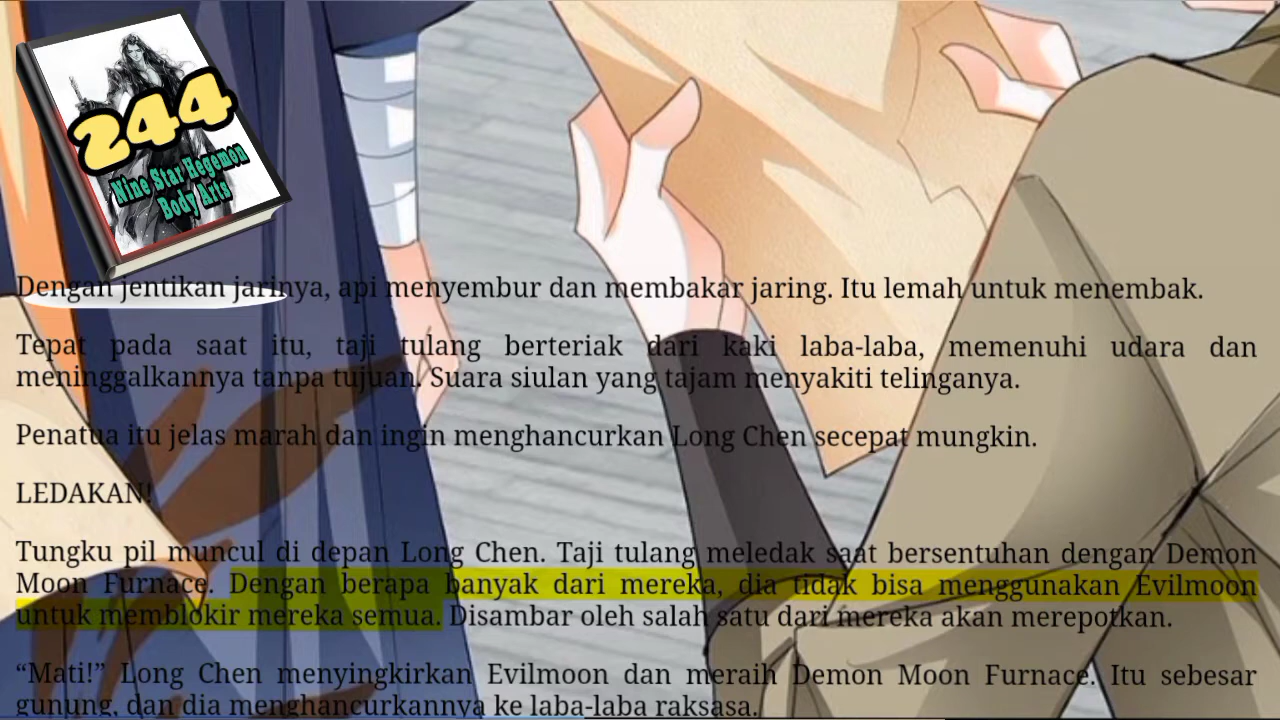 244
Nine Star Hegemon
Body Arts
Dengan jentikan jarinya, api menyembur dan membakar jaring. Itu lemah untuk menembak.
Tepat pada saat itu, taji tulang berteriak dari kaki laba-laba, memenuhi udara dan
meninggalkannya tanpa tujuan. Suara siulan yang tajam menyakiti telinganya.
Penatua itu jelas marah dan ingin menghancurkan Long Chen secepat mungkin.
LEDAKAN!
Tungku pil muncul di depan Long Chen. Taji tulang meledak saat bersentuhan dengan Demon
Moon Furnace. Dengan berapa banyak dari mereka, dia tidak bisa menggunakan Evilmoon
untuk memblokir mereka semua. Disambar oleh salah satu dari mereka akan merepotkan.
“Mati!” Long Chen menyingkirkan Evilmoon dan meraih Demon Moon Furnace. Itu sebesar
gunung, dan dia menghancurkannya ke laba-laba raksasa.